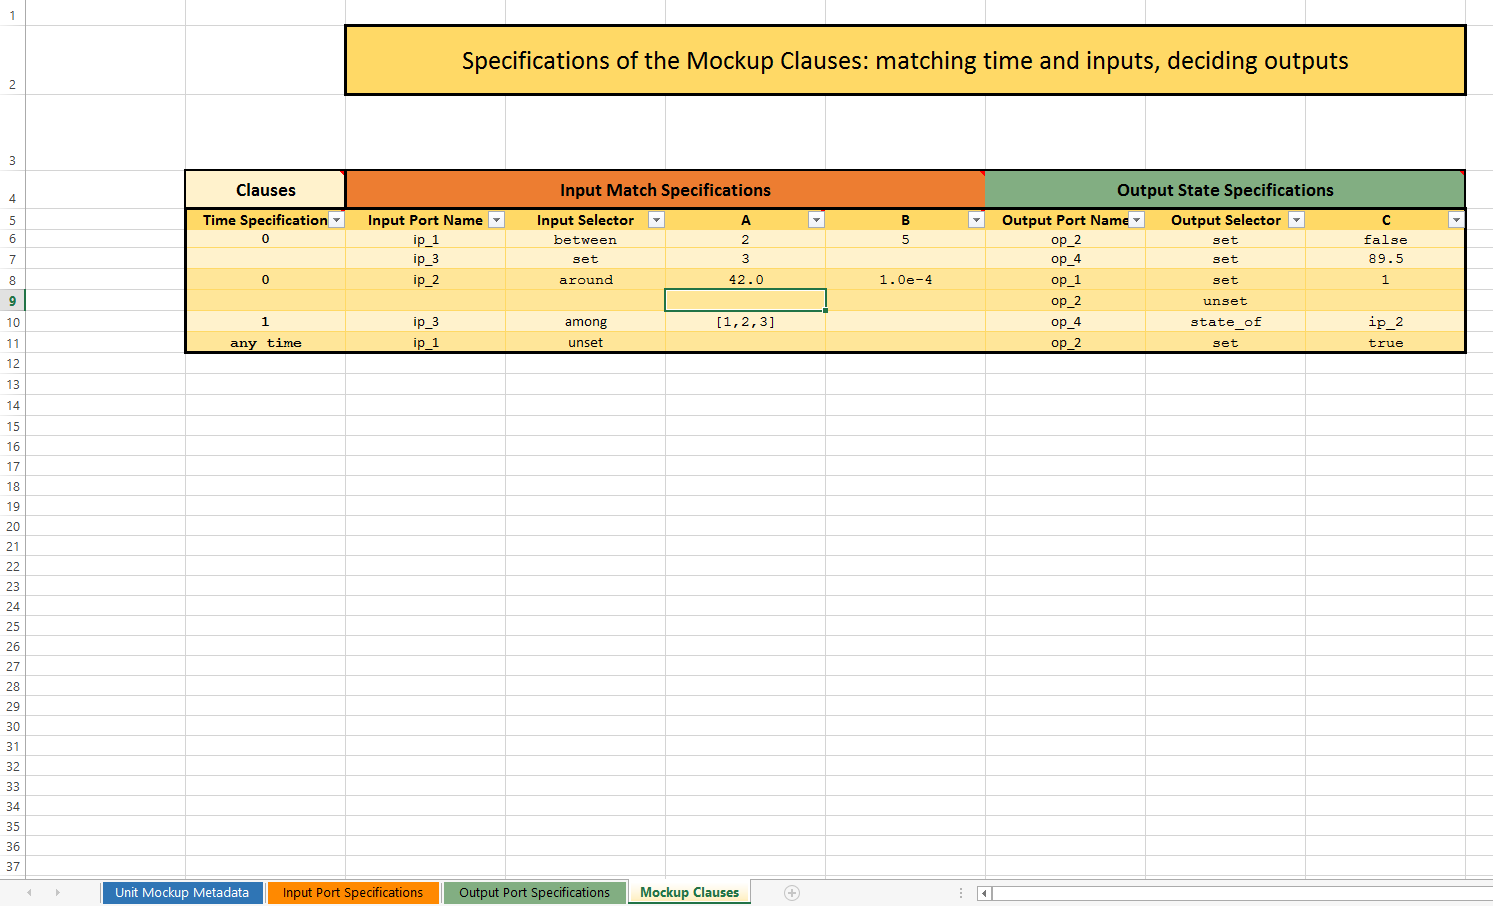 1
2 Specifications of the Mockup Clauses: matching time and inputs, deciding outputs
3
4 Clauses Input Match Specifications Output State Specifications
5 Time Specification Input Port Name Input Selector A B Output Port Name Output Selector C
6 0 ip_1 between 2 5 op_2 set false
7 ip_3 set 3 op_4 set 89.5
8 0 ip_2 around 42.0 1.0e-4 op_1 set 1
9 op_2 unset
10 1 ip_3 among [1,2,3] op_4 state_of ip_2
11 any time ip_1 unset op_2 set true
12
13
14
15
16
17
18
19
20
21
22
23
24
25
26
27
28
29
30
31
32
33
34
35
36
37
Unit Mockup Metadata Input Port Specifications Output Port Specifications Mockup Clauses